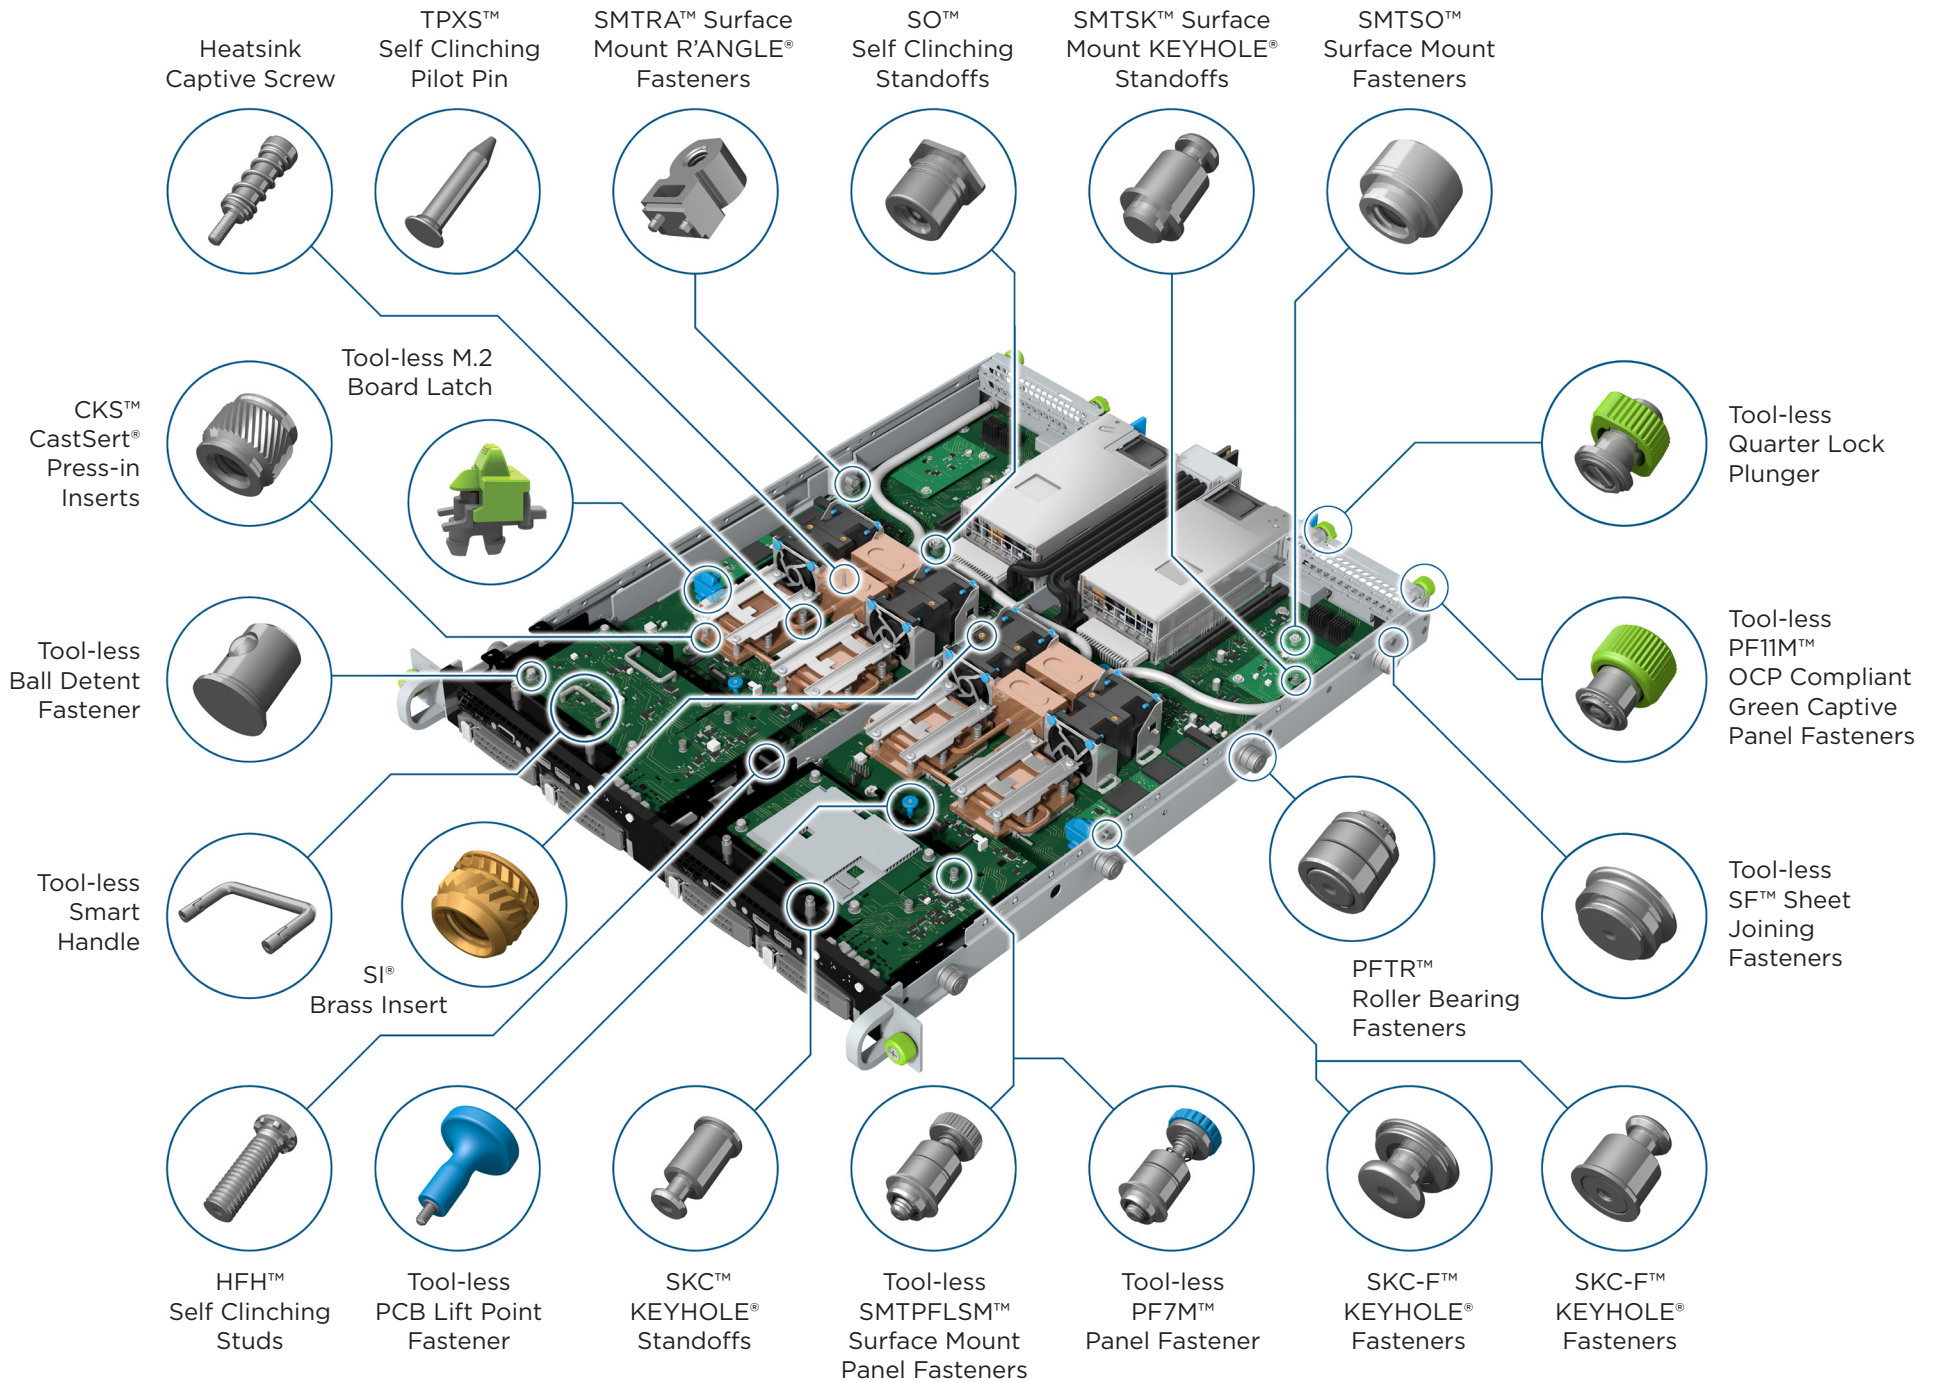 Heatsink
Captive Screw
TPXS™
Self Clinching
Pilot Pin
SMTRA™ Surface
Mount R’ANGLE®
Fasteners
SO™
Self Clinching
Standoffs
SMTSK™ Surface
Mount KEYHOLE®
Standoffs
SMTSO™
Surface Mount
Fasteners
Tool-less M.2
Board Latch
CKS™
CastSert®
Press-in
Inserts
Tool-less
Quarter Lock
Plunger
Tool-less
Ball Detent
Fastener
Tool-less
PF11M™
OCP Compliant
Green Captive
Panel Fasteners
Tool-less
Smart
Handle
SI®
Brass Insert
PFTR™
Roller Bearing
Fasteners
Tool-less
SF™ Sheet
Joining
Fasteners
HFH™
Self Clinching
Studs
Tool-less
PCB Lift Point
Fastener
SKC™
KEYHOLE®
Standoffs
Tool-less
SMTPFLSM™
Surface Mount
Panel Fasteners
Tool-less
PF7M™
Panel Fastener
SKC-F™
KEYHOLE®
Fasteners
SKC-F™
KEYHOLE®
Fasteners